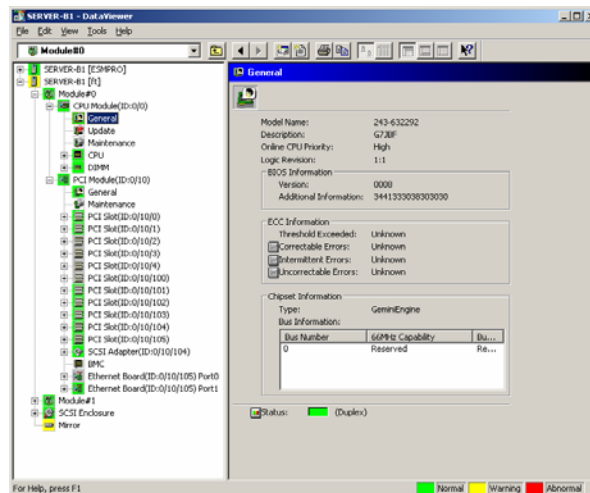 SERVER-B1 - DataViewer
File Edit View Tools Help
Module#0
SERVER-B1 [ESMPRO]
SERVER-B1 [ft]
Module#0
CPU Module(ID:0/0)
General
Update
Maintenance
CPU
DIMM
PCI Module(ID:0/10)
General
Maintenance
PCI Slot(ID:0/10/0)
PCI Slot(ID:0/10/1)
PCI Slot(ID:0/10/2)
PCI Slot(ID:0/10/3)
PCI Slot(ID:0/10/4)
PCI Slot(ID:0/10/100)
PCI Slot(ID:0/10/101)
PCI Slot(ID:0/10/102)
PCI Slot(ID:0/10/103)
PCI Slot(ID:0/10/104)
PCI Slot(ID:0/10/105)
SCSI Adapter(ID:0/10/104)
BMC
Ethernet Board(ID:0/10/105) Port0
Ethernet Board(ID:0/10/105) Port1
Module#1
SCSI Enclosure
Mirror
General
Model Name: 243-632292
Description: G7JBF
Online CPU Priority: High
Logic Revision: 1:1
BIOS Information
Version: 0000
Additional Information: 3441333038303030
ECC Information
Threshold Exceeded: Unknown
Correctable Errors: Unknown
Intermittent Errors: Unknown
Uncorrectable Errors: Unknown
Chipset Information
Type: GeminiEngine
Bus Information:
Bus Number 66MHz Capability Bu...
0 Reserved Re...
Status: (Duplex)
For Help, press F1
Normal Warning Abnormal